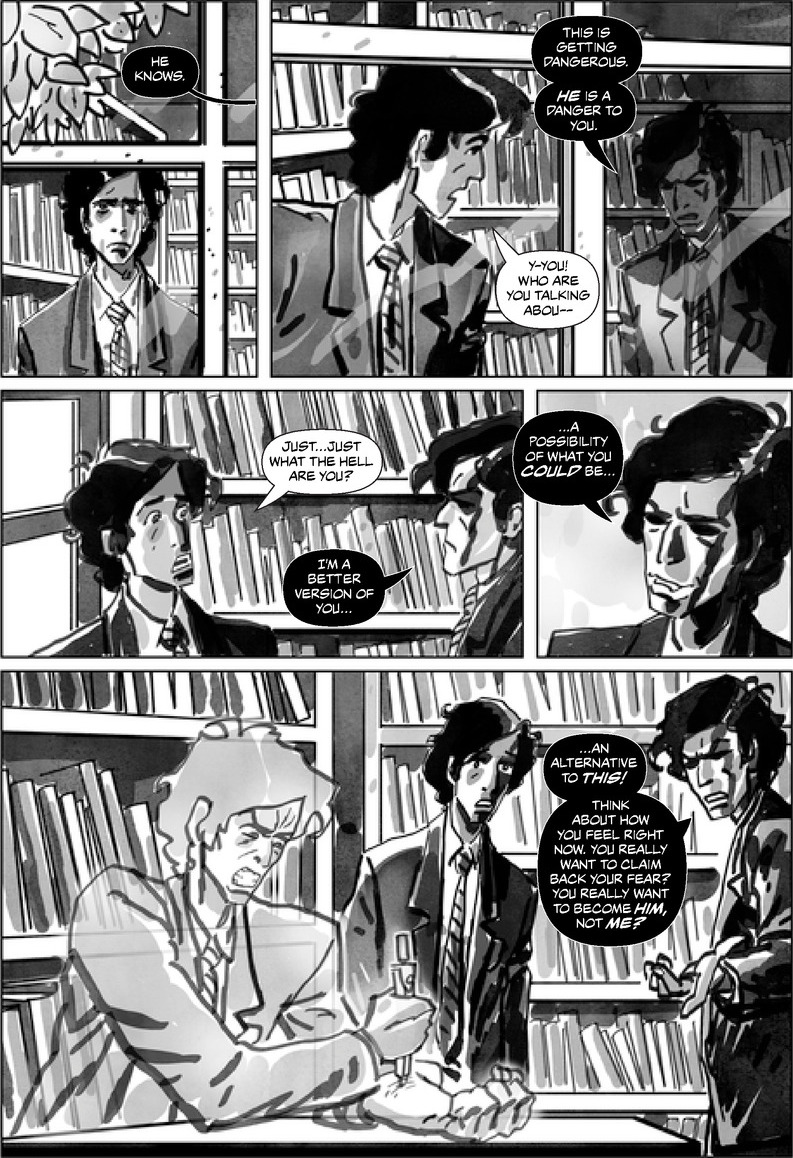 HE
KNOWS.
THIS IS
GETTING
DANGEROUS.
HE IS A
DANGER TO
YOU.
Y-YOU!
WHO ARE
YOU TALKING
ABOU--
JUST...JUST
WHAT THE HELL
ARE YOU?
I'M A
BETTER
VERSION OF
YOU...
...A
POSSIBILITY
OF WHAT YOU
COULD BE...
...AN
ALTERNATIVE
TO THIS!
THINK
ABOUT HOW
YOU FEEL RIGHT
NOW. YOU REALLY
WANT TO CLAIM
BACK YOUR FEAR?
YOU REALLY WANT
TO BECOME HIM,
NOT ME?